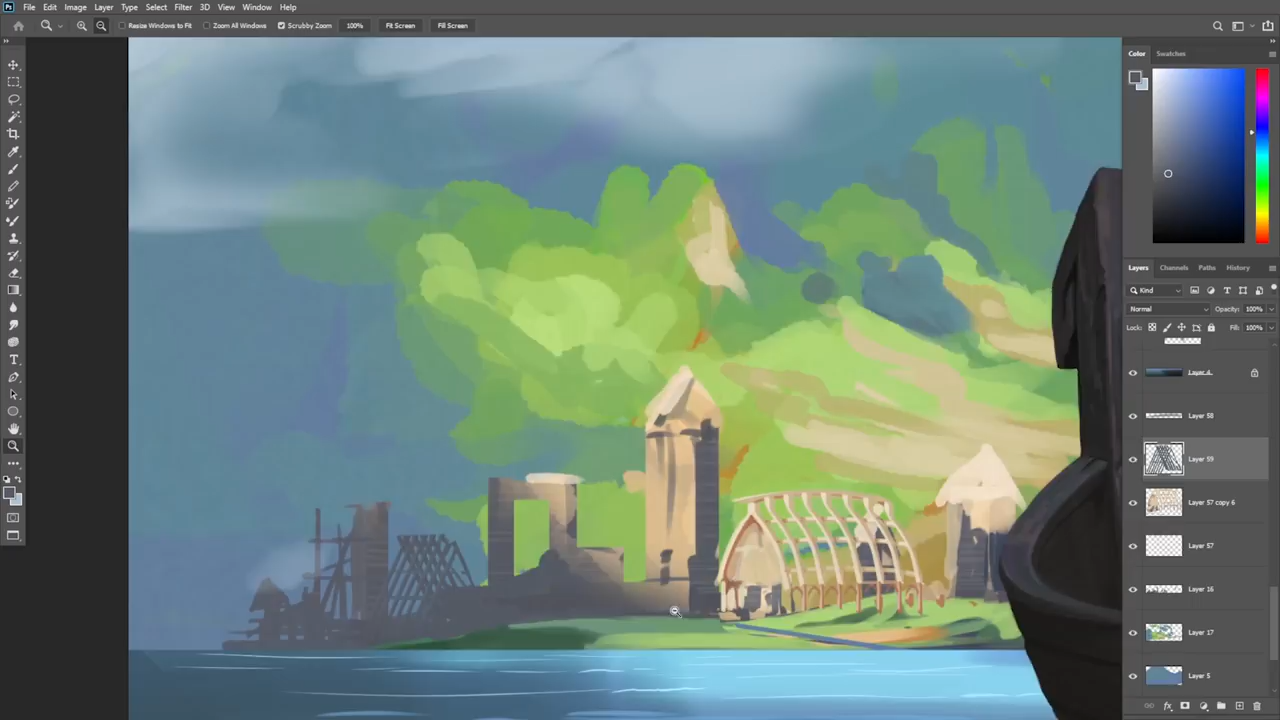 Ps File Edit Image Layer Type Select Filter 3D View Window Help
Resize Windows to Fit Zoom All Windows Scrubby Zoom 100% Fit Screen Fill Screen
Color Swatches
Layers Channels Paths History
Kind
Normal Opacity: 100%
Lock: Fill: 100%
Layer 4
Layer 58
Layer 59
Layer 57 copy 6
Layer 57
Layer 16
Layer 17
Layer 5